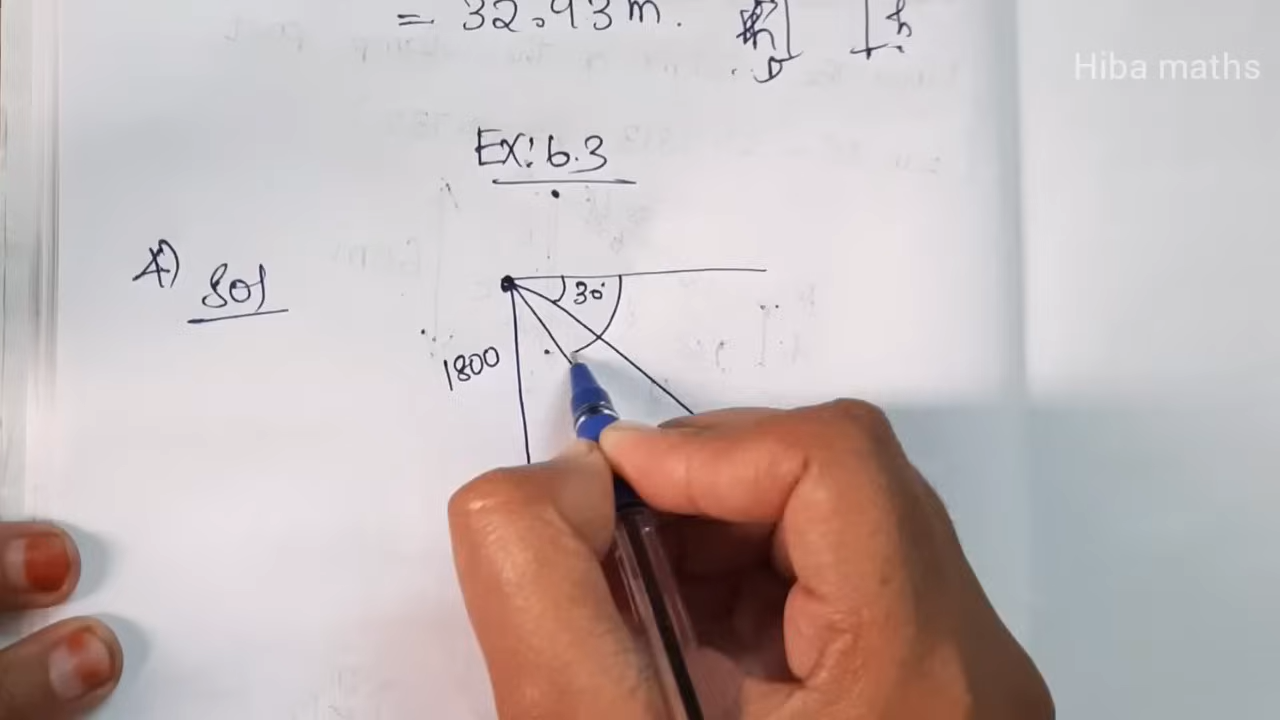 = 32.93 m.
h
Hiba maths
Ex: 6.3
4) Sol
30°
1800